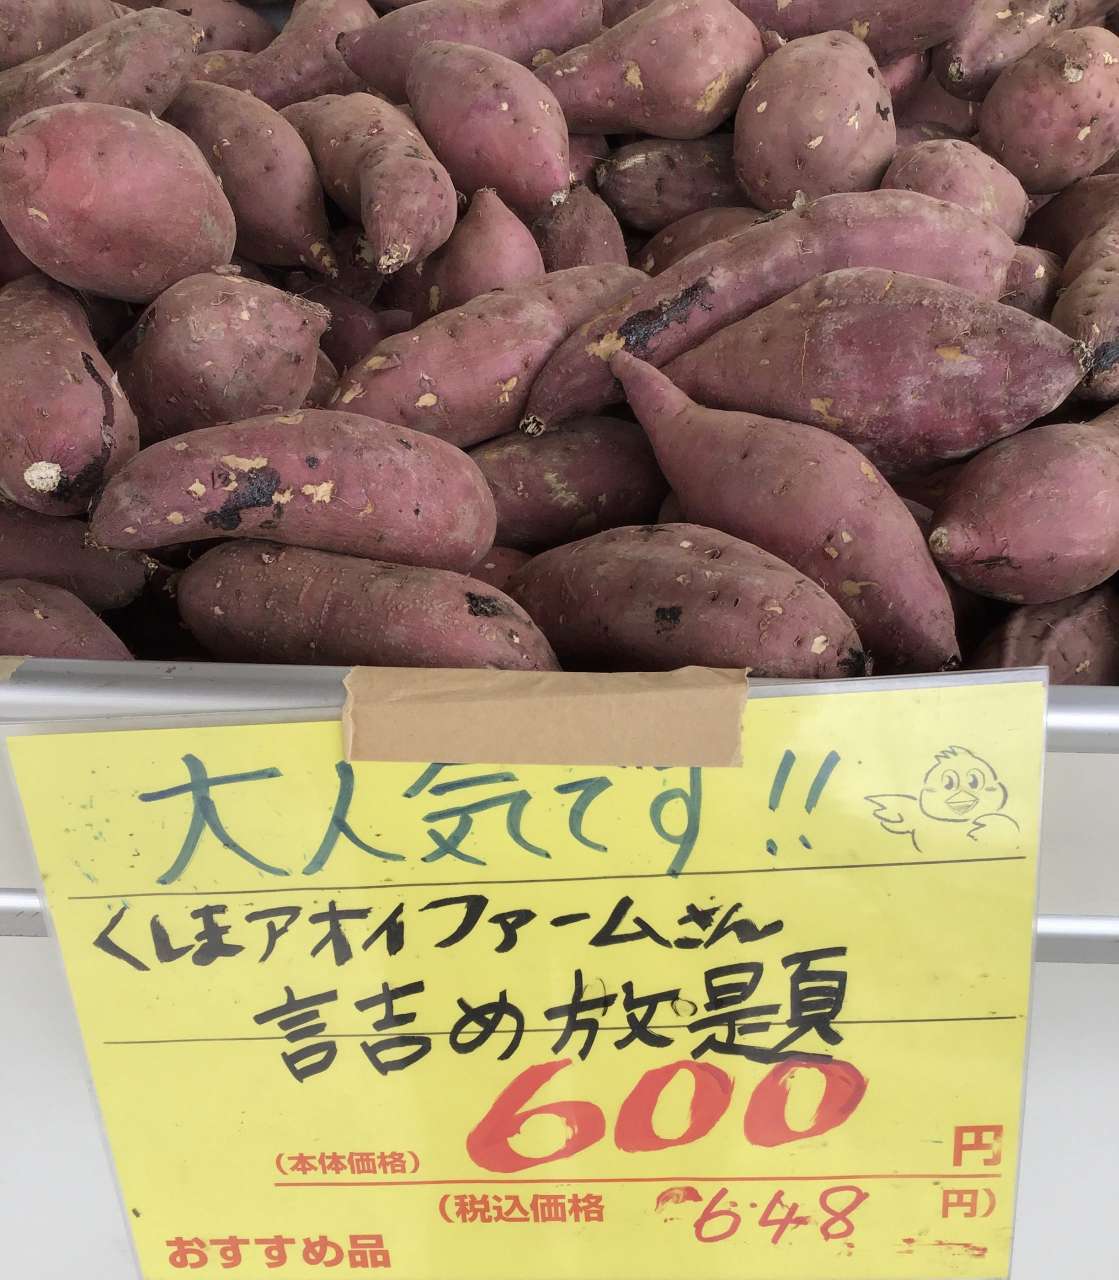 大人気です!!
くしまアオイファームさん
詰め放題
600
(本体価格) 円
(税込価格 648 円)
おすすめ品